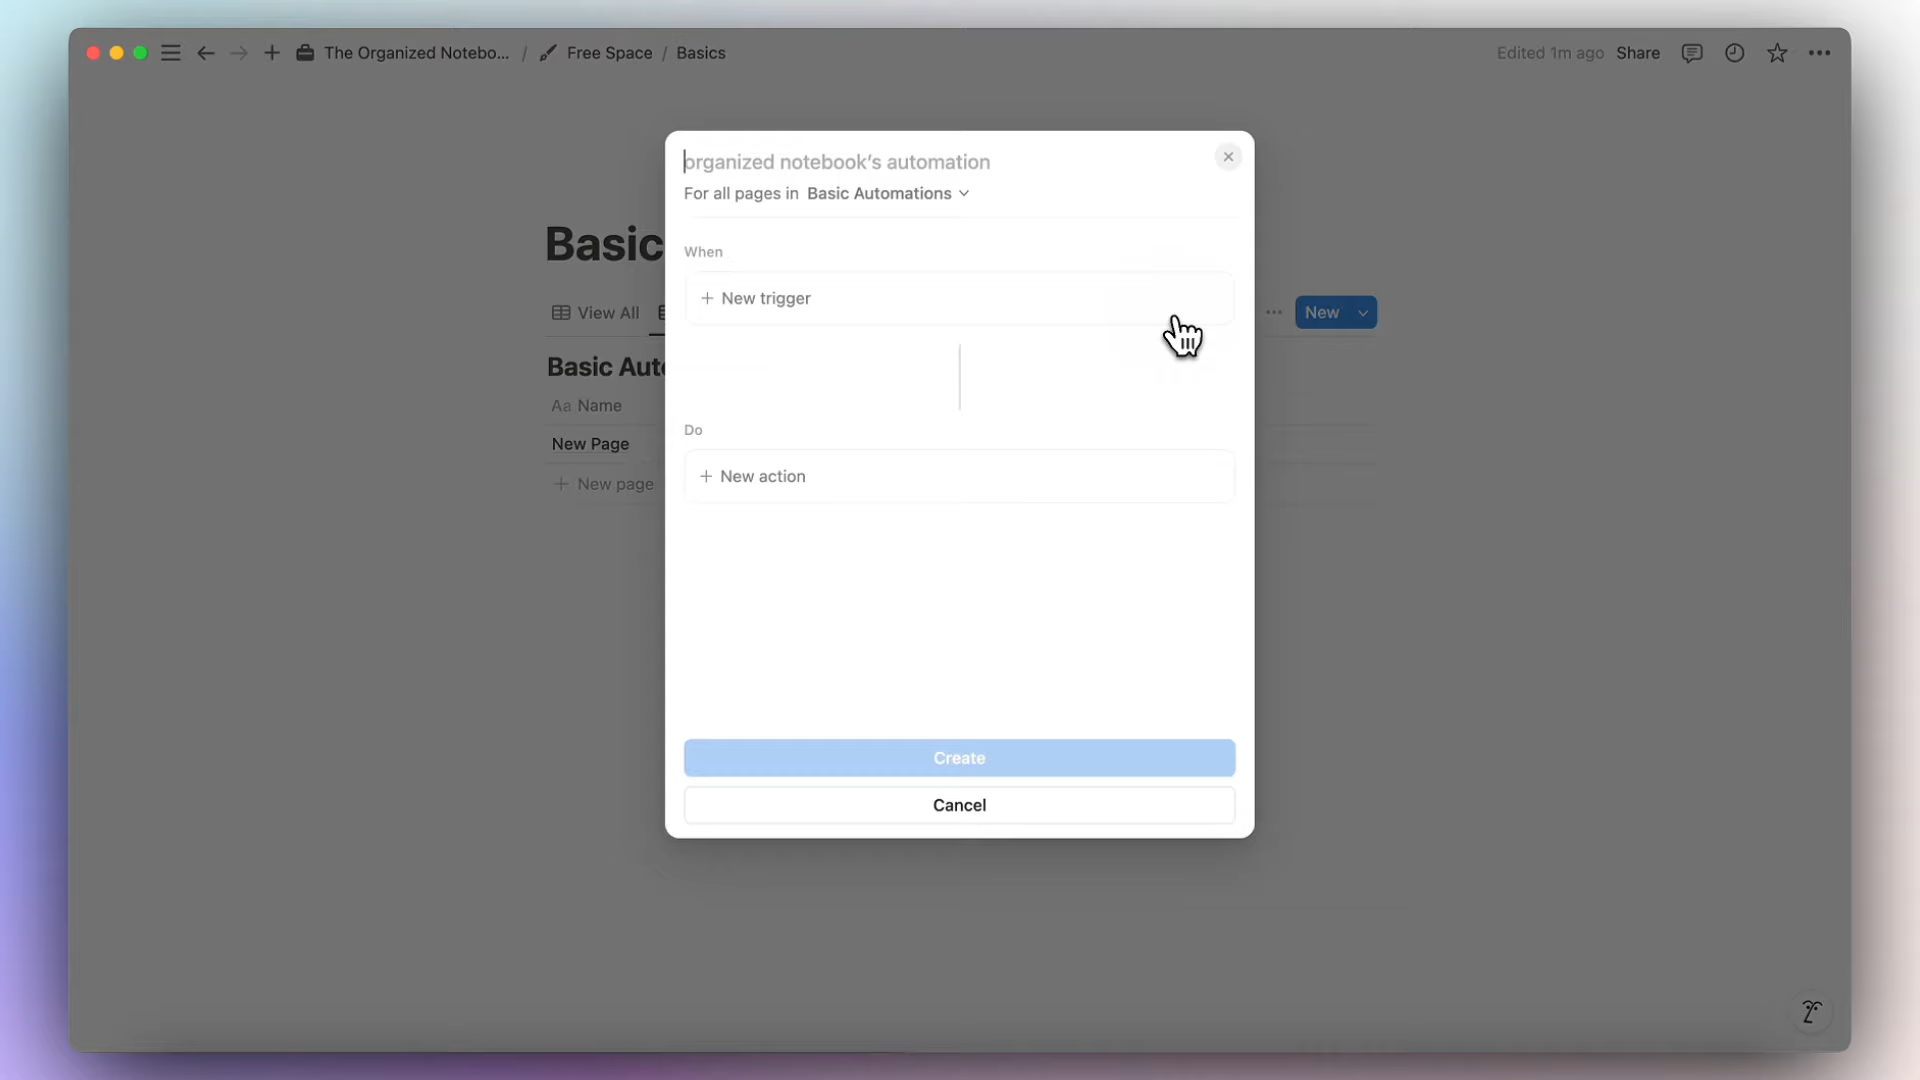 The Organized Notebo... / Free Space / Basics
Edited 1m ago Share
organized notebook's automation
For all pages in Basic Automations
Basic
When
+ New trigger
View All
New
Basic Aut
Aa Name
Do
New Page
+ New action
+ New page
Create
Cancel